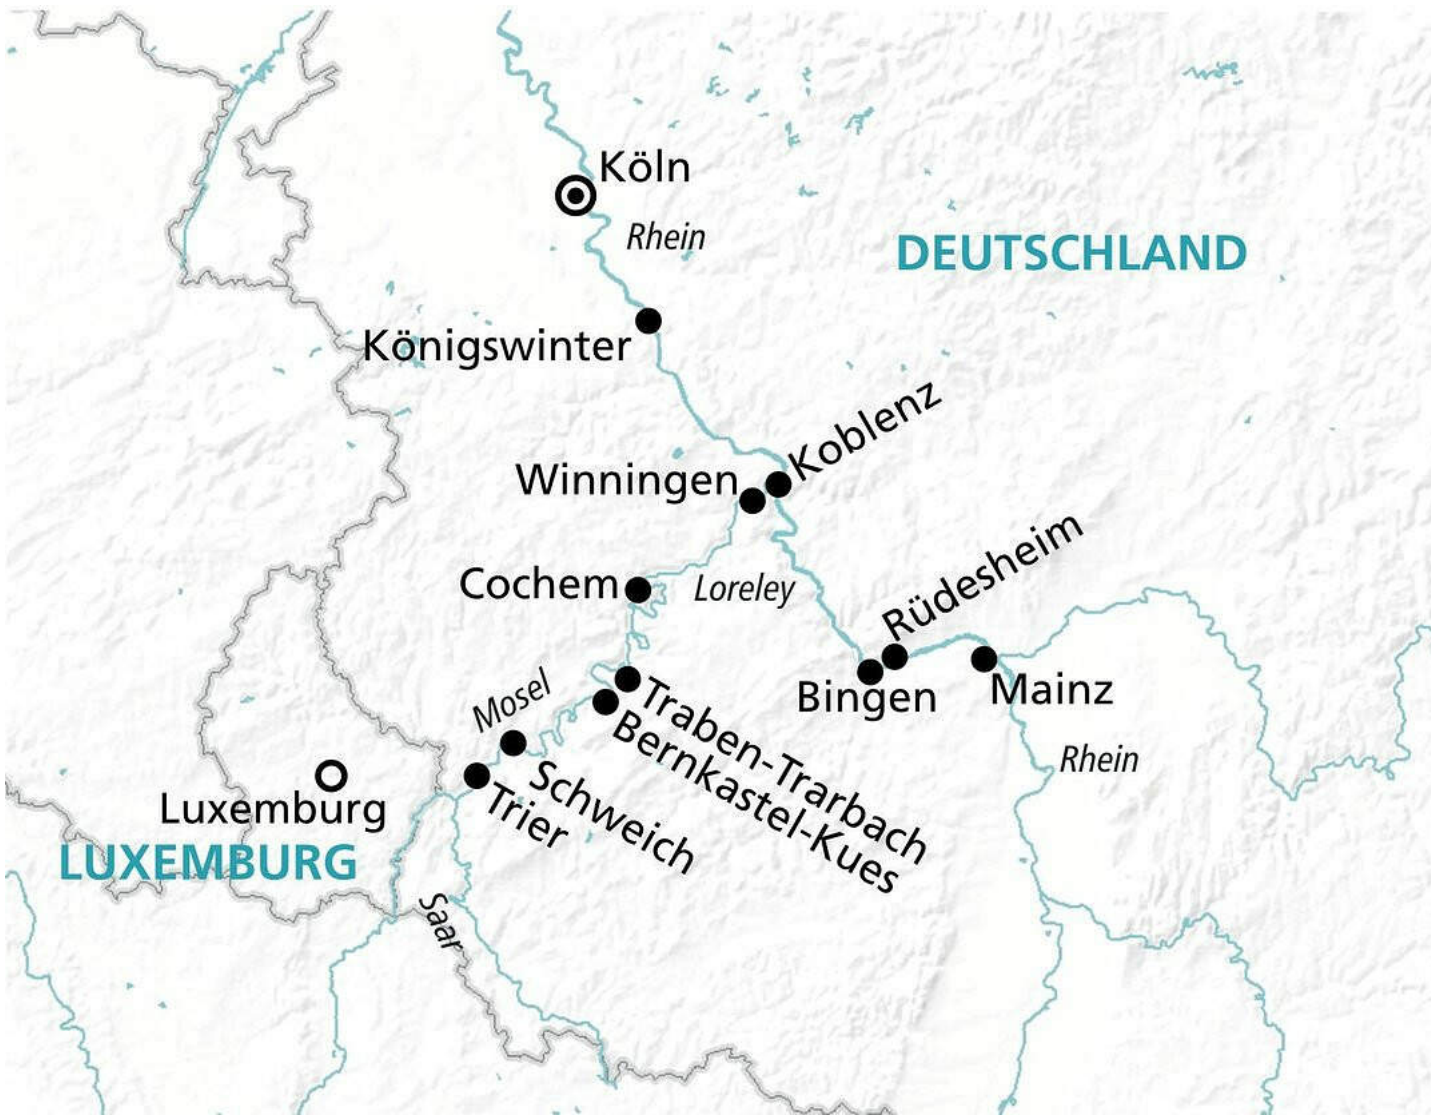 Köln
Rhein
DEUTSCHLAND
Königswinter
Koblenz
Winningen
Rüdesheim
Cochem
Loreley
Mosel
Bingen
Mainz
Traben-Trarbach
Bernkastel-Kues
Rhein
Schweich
Trier
Luxemburg
LUXEMBURG
Saar